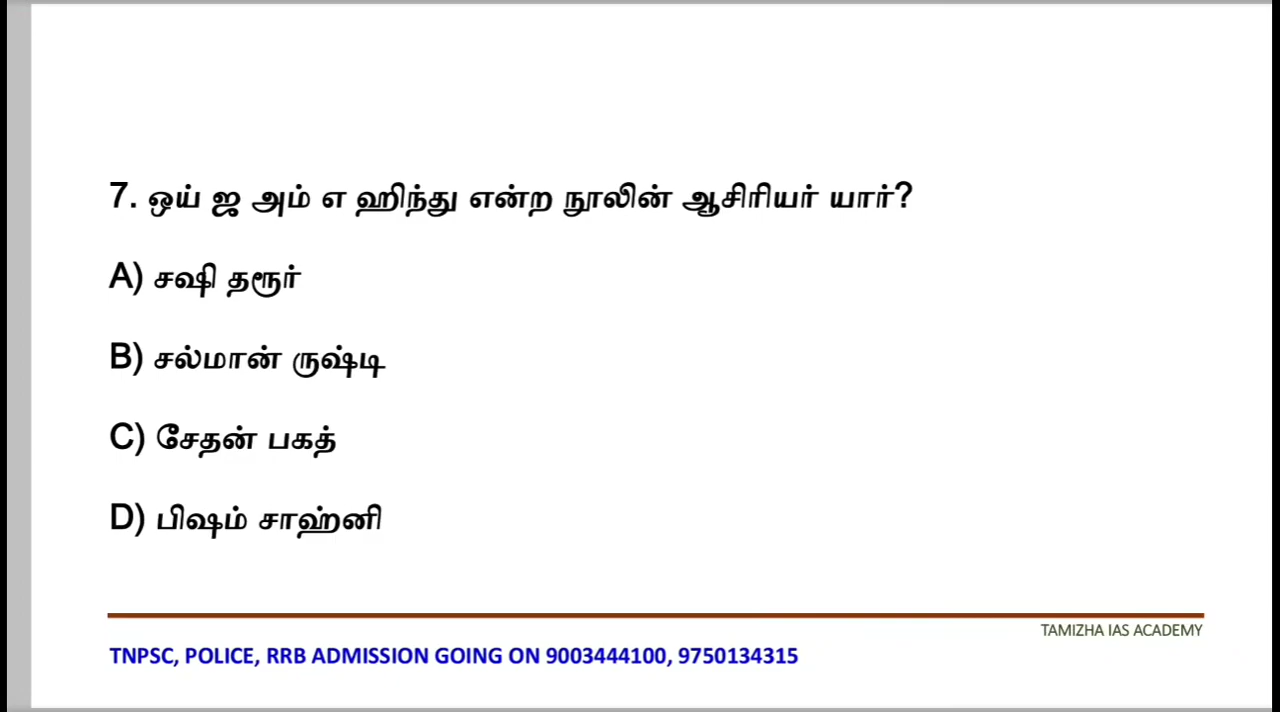 7. ஒய் ஐ அம் எ ஹிந்து என்ற நூலின் ஆசிரியர் யார்?
A) சஷி தரூர்
B) சல்மான் ருஷ்டி
C) சேதன் பகத்
D) பிஷம் சாஹ்னி
TAMIZHA IAS ACADEMY
TNPSC, POLICE, RRB ADMISSION GOING ON 9003444100, 9750134315